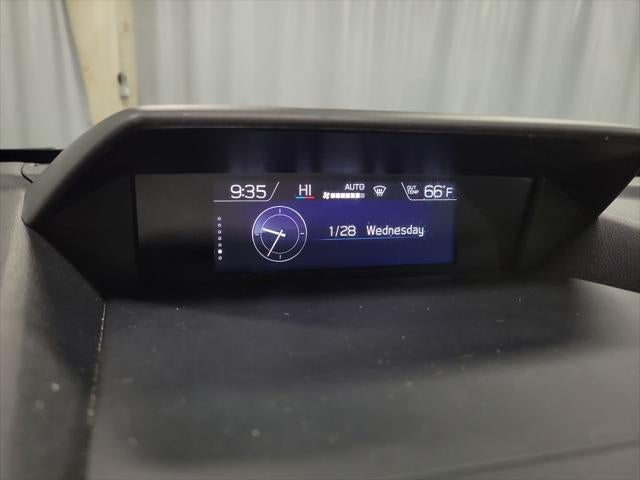 9:35 HI AUTO OUT TEMP 66°F
1/28 Wednesday